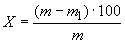 X = (m − m₁) · 100 / m